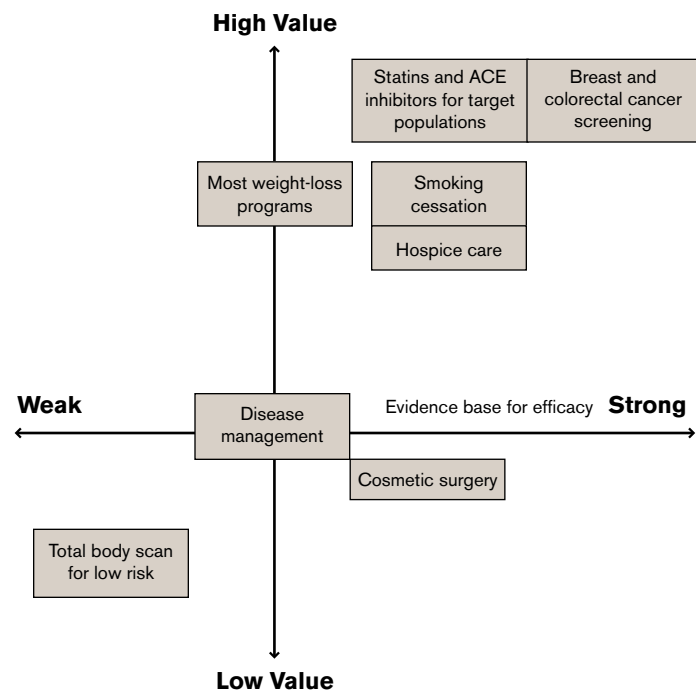 High Value
Statins and ACE
inhibitors for target
populations
Breast and
colorectal cancer
screening
Most weight-loss
programs
Smoking
cessation
Hospice care
Weak
Disease
management
Evidence base for efficacy
Strong
Cosmetic surgery
Total body scan
for low risk
Low Value